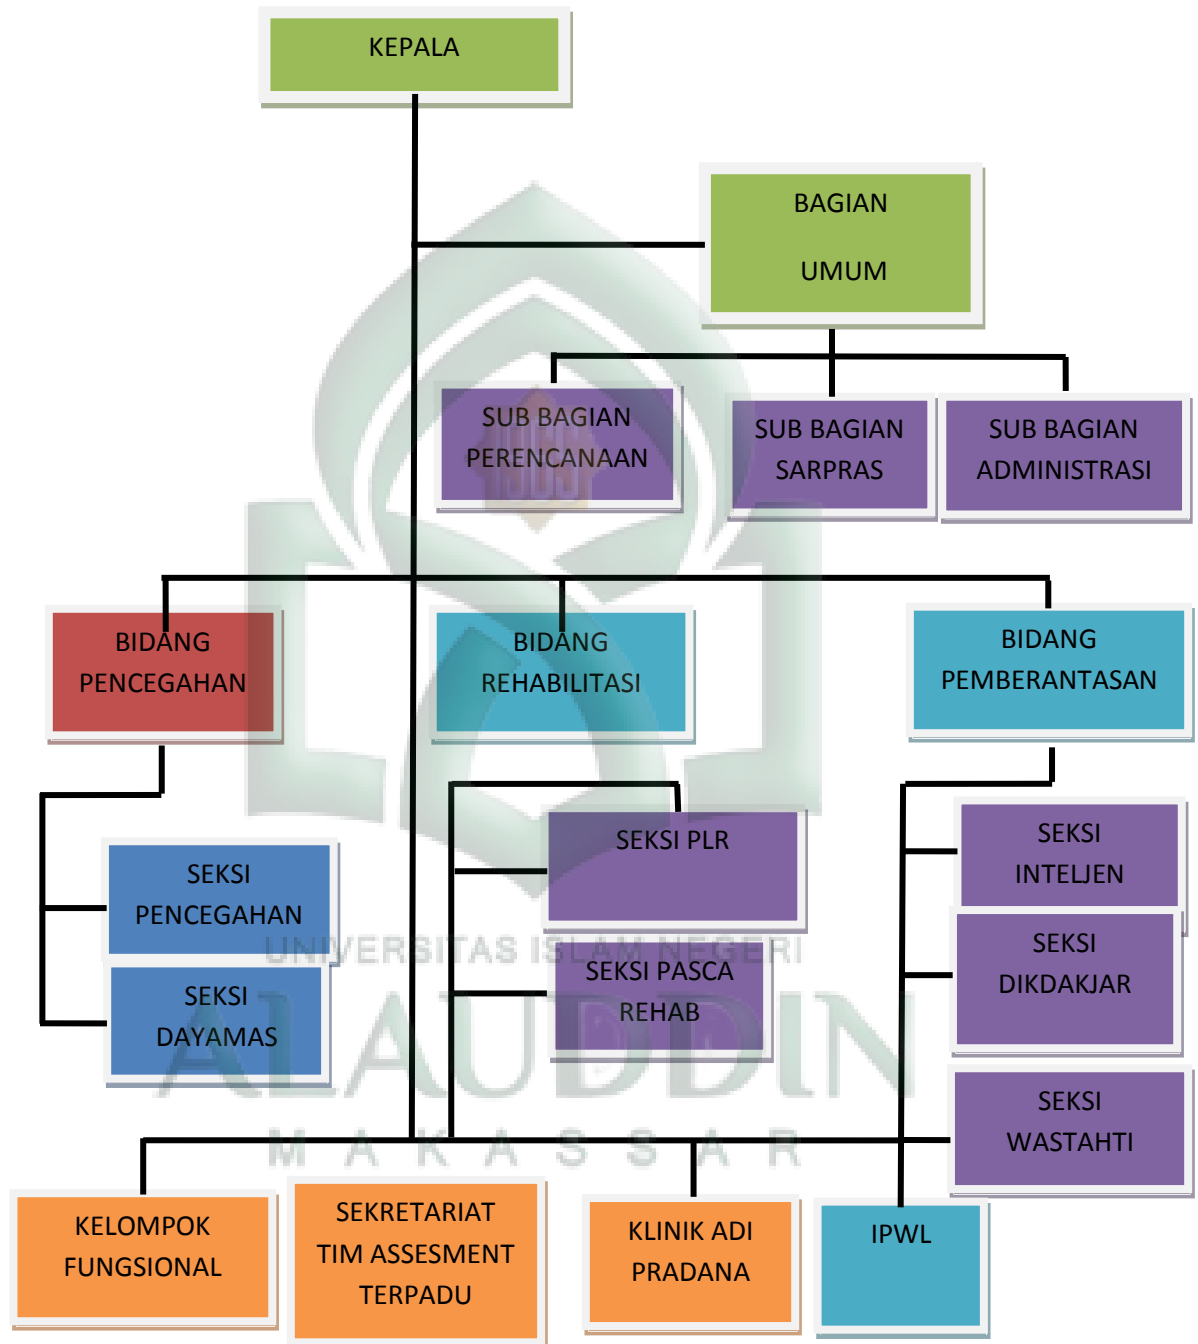 KEPALA
BAGIAN
UMUM
SUB BAGIAN
PERENCANAAN
SUB BAGIAN
SARPRAS
SUB BAGIAN
ADMINISTRASI
BIDANG
PENCEGAHAN
BIDANG
REHABILITASI
BIDANG
PEMBERANTASAN
SEKSI
PENCEGAHAN
SEKSI
DAYAMAS
SEKSI PLR
SEKSI PASCA
REHAB
SEKSI
INTELJEN
SEKSI
DIKDAKJAR
SEKSI
WASTAHTI
UNIVERSITAS ISLAM NEGERI
ALAUDDIN
MAKASSAR
KELOMPOK
FUNGSIONAL
SEKRETARIAT
TIM ASSESMENT
TERPADU
KLINIK ADI
PRADANA
IPWL